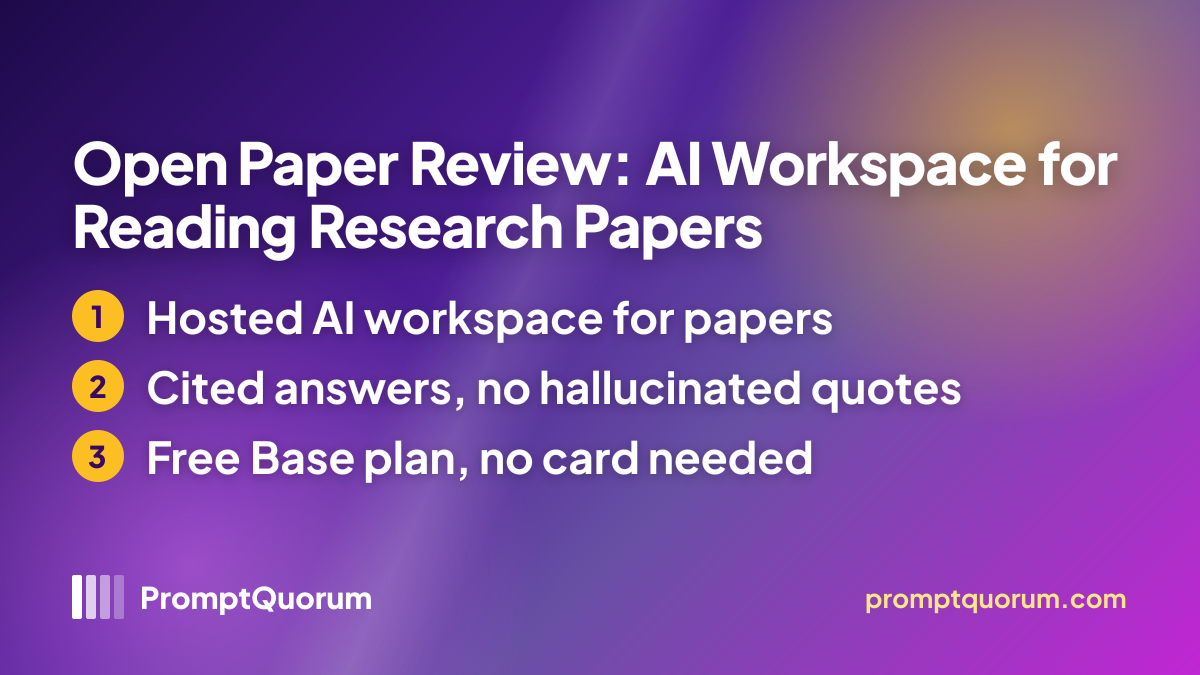 Open Paper Review: AI Workspace for
Reading Research Papers
1 Hosted AI workspace for papers
2 Cited answers, no hallucinated quotes
3 Free Base plan, no card needed
PromptQuorum
promptquorum.com